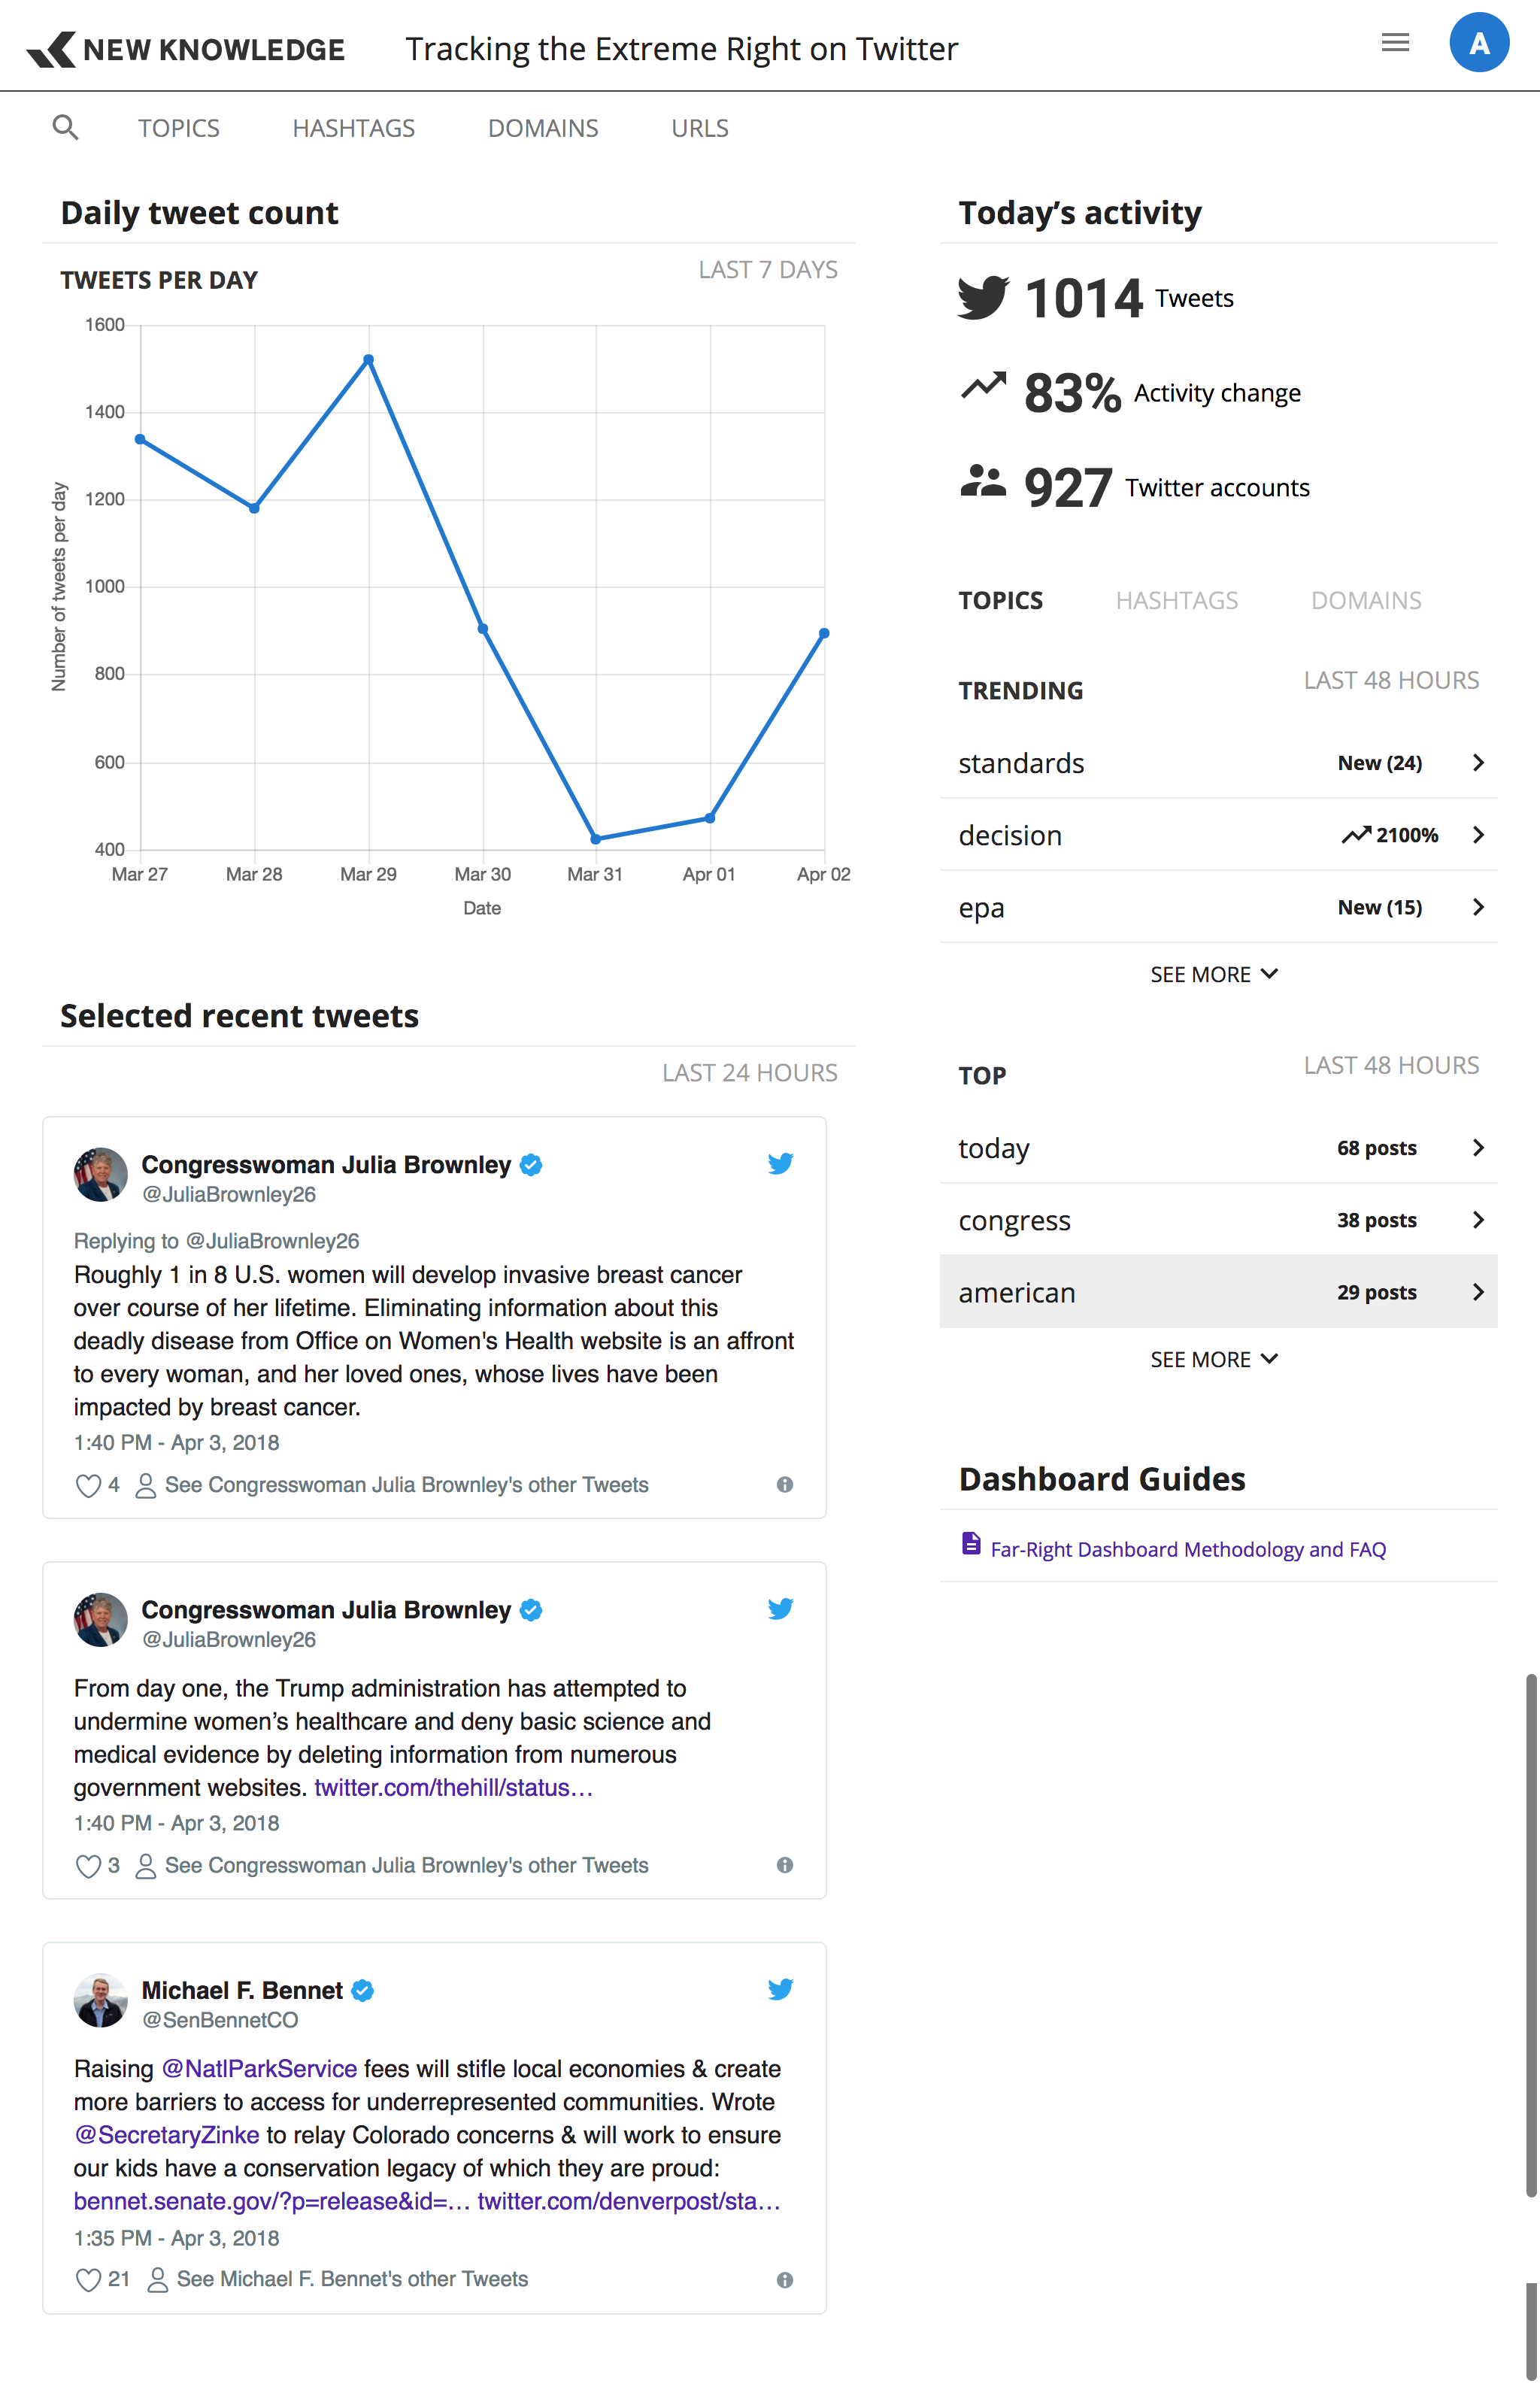 NEW KNOWLEDGE
Tracking the Extreme Right on Twitter
A
TOPICS HASHTAGS DOMAINS URLS
Daily tweet count
TWEETS PER DAY
LAST 7 DAYS
1600
1400
1200
1000
800
600
400
Number of tweets per day
Mar 27 Mar 28 Mar 29 Mar 30 Mar 31 Apr 01 Apr 02
Date
Selected recent tweets
LAST 24 HOURS
Congresswoman Julia Brownley
@JuliaBrownley26
Replying to @JuliaBrownley26
Roughly 1 in 8 U.S. women will develop invasive breast cancer
over course of her lifetime. Eliminating information about this
deadly disease from Office on Women's Health website is an affront
to every woman, and her loved ones, whose lives have been
impacted by breast cancer.
1:40 PM - Apr 3, 2018
4 See Congresswoman Julia Brownley's other Tweets
Congresswoman Julia Brownley
@JuliaBrownley26
From day one, the Trump administration has attempted to
undermine women’s healthcare and deny basic science and
medical evidence by deleting information from numerous
government websites. twitter.com/thehill/status…
1:40 PM - Apr 3, 2018
3 See Congresswoman Julia Brownley's other Tweets
Michael F. Bennet
@SenBennetCO
Raising @NatlParkService fees will stifle local economies & create
more barriers to access for underrepresented communities. Wrote
@SecretaryZinke to relay Colorado concerns & will work to ensure
our kids have a conservation legacy of which they are proud:
bennet.senate.gov/?p=release&id=… twitter.com/denverpost/sta…
1:35 PM - Apr 3, 2018
21 See Michael F. Bennet's other Tweets
Today’s activity
1014 Tweets
83% Activity change
927 Twitter accounts
TOPICS HASHTAGS DOMAINS
TRENDING
LAST 48 HOURS
standards New (24)
decision 2100%
epa New (15)
SEE MORE
TOP
LAST 48 HOURS
today 68 posts
congress 38 posts
american 29 posts
SEE MORE
Dashboard Guides
Far-Right Dashboard Methodology and FAQ